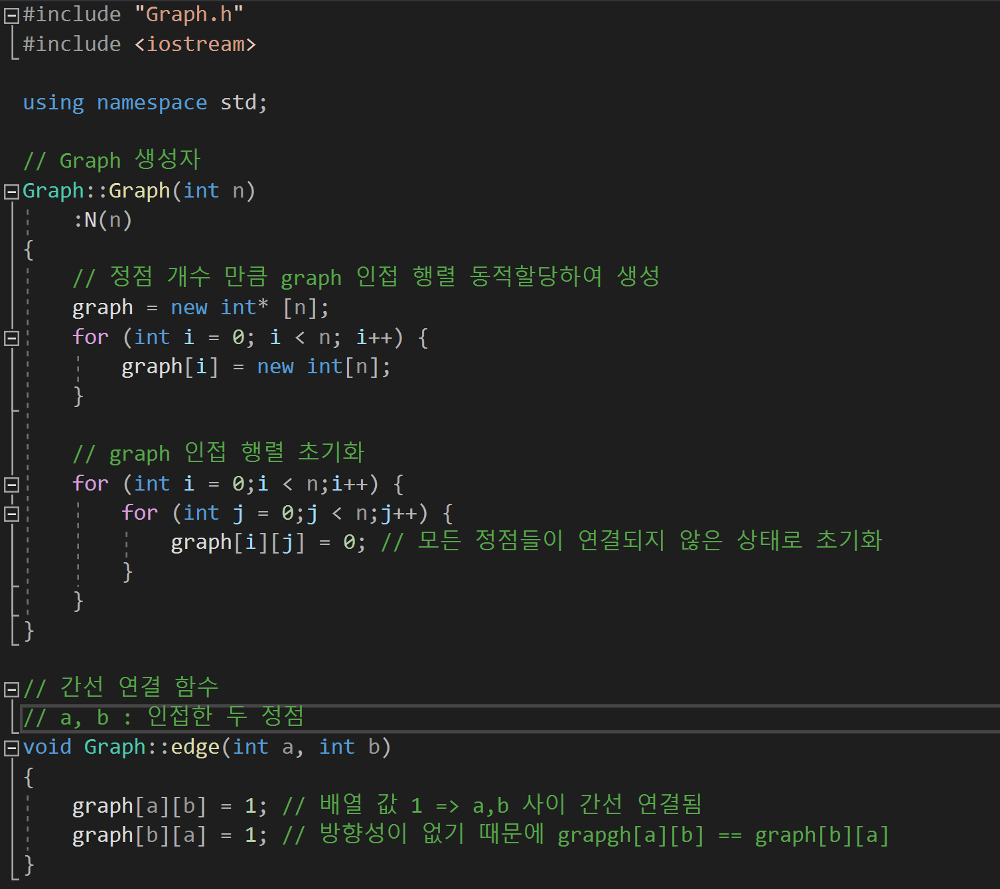 #include "Graph.h"
#include <iostream>
using namespace std;
// Graph 생성자
Graph::Graph(int n)
:N(n)
{
// 정점 개수 만큼 graph 인접 행렬 동적할당하여 생성
graph = new int* [n];
for (int i = 0; i < n; i++) {
graph[i] = new int[n];
}
// graph 인접 행렬 초기화
for (int i = 0;i < n;i++) {
for (int j = 0;j < n;j++) {
graph[i][j] = 0; // 모든 정점들이 연결되지 않은 상태로 초기화
}
}
}
// 간선 연결 함수
// a, b : 인접한 두 정점
void Graph::edge(int a, int b)
{
graph[a][b] = 1; // 배열 값 1 => a,b 사이 간선 연결됨
graph[b][a] = 1; // 방향성이 없기 때문에 grapgh[a][b] == graph[b][a]
}